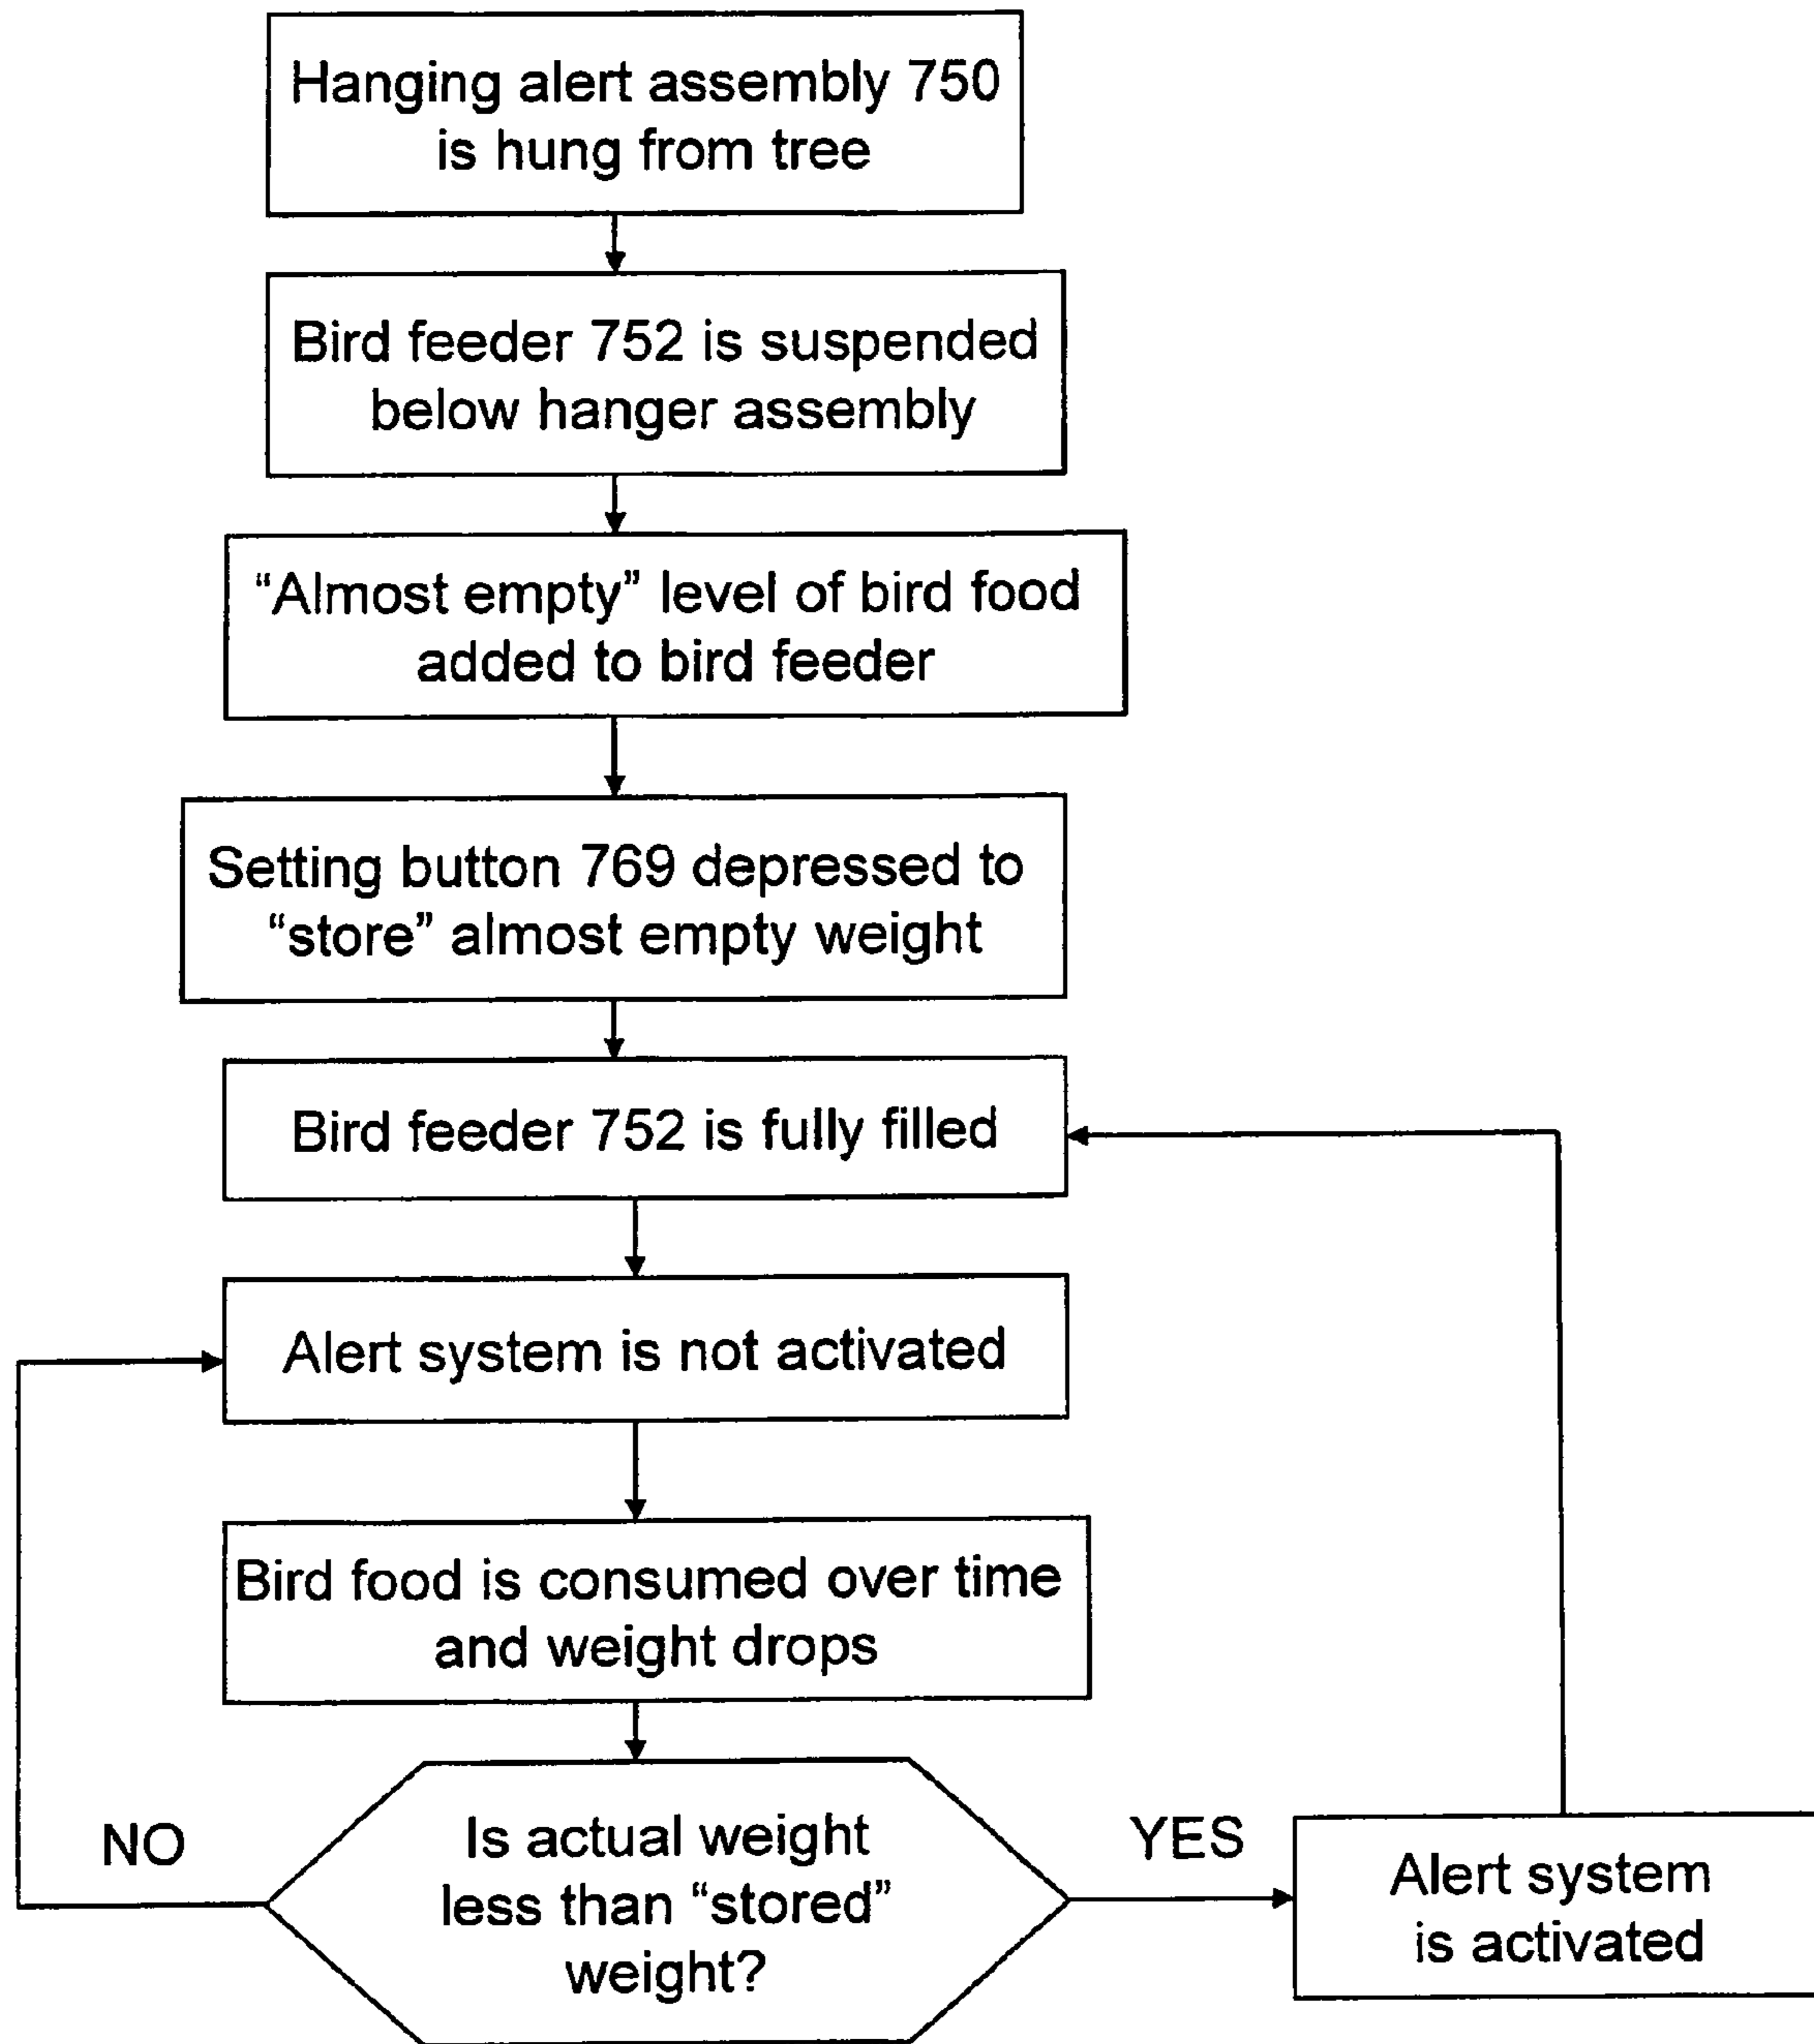 Hanging alert assembly 750
is hung from tree
Bird feeder 752 is suspended
below hanger assembly
“Almost empty” level of bird food
added to bird feeder
Setting button 769 depressed to
“store” almost empty weight
Bird feeder 752 is fully filled
Alert system is not activated
Bird food is consumed over time
and weight drops
NO
Is actual weight
less than “stored”
weight?
YES
Alert system
is activated